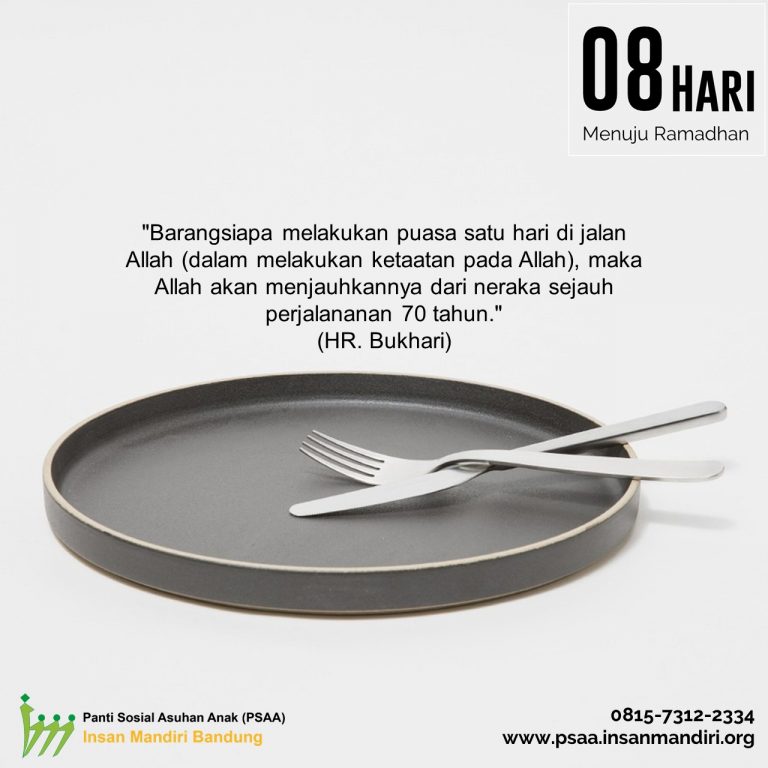 08 HARI
Menuju Ramadhan
"Barangsiapa melakukan puasa satu hari di jalan
Allah (dalam melakukan ketaatan pada Allah), maka
Allah akan menjauhkannya dari neraka sejauh
perjalananan 70 tahun."
(HR. Bukhari)
Panti Sosial Asuhan Anak (PSAA)
Insan Mandiri Bandung
0815-7312-2334
www.psaa.insanmandiri.org